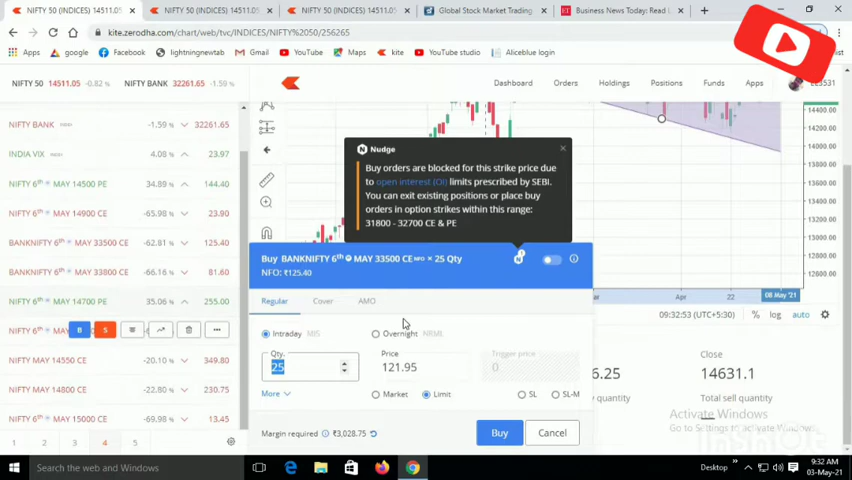 NIFTY 50 (INDICES) 14511.05
NIFTY 50 (INDICES) 14511.05
NIFTY 50 (INDICES) 14511.05
Global Stock Market Trading
Business News Today: Read L
kite.zerodha.com/chart/web/tvc/INDICES/NIFTY%2050/256265
Apps
google
Facebook
lightningnewtab
Gmail
YouTube
Maps
kite
YouTube studio
Aliceblue login
NIFTY 50 14511.05 -0.82 %
NIFTY BANK 32261.65 -1.59 %
Dashboard
Orders
Holdings
Positions
Funds
Apps
NIFTY BANK INDEX -1.59 % 32261.65
INDIA VIX INDEX 4.08 % 23.97
NIFTY 6th MAY 14500 PE 34.89 % 144.40
NIFTY 6th MAY 14900 CE -65.98 % 23.90
BANKNIFTY 6th MAY 33500 CE -62.81 % 125.40
BANKNIFTY 6th MAY 33800 CE -66.16 % 81.60
NIFTY 6th MAY 14700 PE 35.06 % 255.00
NIFTY 6th
B
S
NIFTY MAY 14550 CE -20.10 % 349.80
NIFTY MAY 14800 CE -22.80 % 230.75
NIFTY 6th MAY 15000 CE -69.98 % 13.45
1 2 3 4 5
Nudge
Buy orders are blocked for this strike price due
to open interest (OI) limits prescribed by SEBI.
You can exit existing positions or place buy
orders in option strikes within this range:
31800 - 32700 CE & PE
Buy BANKNIFTY 6th MAY 33500 CE NFO × 25 Qty
NFO: ₹125.40
Regular
Cover
AMO
Intraday MIS
Overnight NRML
Qty.
25
Price
121.95
Trigger price
0
More
Market
Limit
SL
SL-M
Margin required ₹3,028.75
Buy
Cancel
14400.00
14200.00
14000.00
13800.00
13600.00
13400.00
13200.00
13000.00
12800.00
12600.00
Apr
22
08 May '21
09:32:53 (UTC+5:30)
%
log
auto
Close
14631.1
6.25
quantity
Total sell quantity
Activate Windows
Go to Settings to activate Windows.
Search the web and Windows
Desktop
9:32 AM
03-May-21